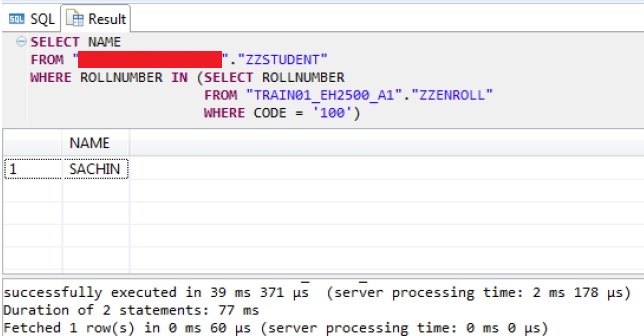 SQL Result
SELECT NAME
FROM " "."ZZSTUDENT"
WHERE ROLLNUMBER IN (SELECT ROLLNUMBER
FROM "TRAIN01_EH2500_A1"."ZZENROLL"
WHERE CODE = '100')
NAME
1 SACHIN
successfully executed in 39 ms 371 µs (server processing time: 2 ms 178 µs)
Duration of 2 statements: 77 ms
Fetched 1 row(s) in 0 ms 60 µs (server processing time: 0 ms 0 µs)